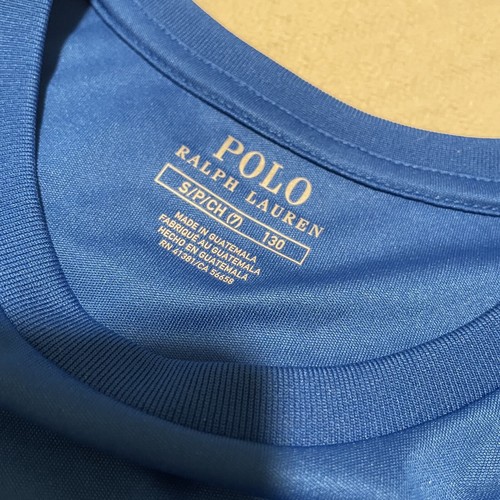 POLO
RALPH LAUREN
S/P/CH (7) 130
MADE IN GUATEMALA
FABRIQUÉ AU GUATEMALA
HECHO EN GUATEMALA
RN 41381/CA 56658